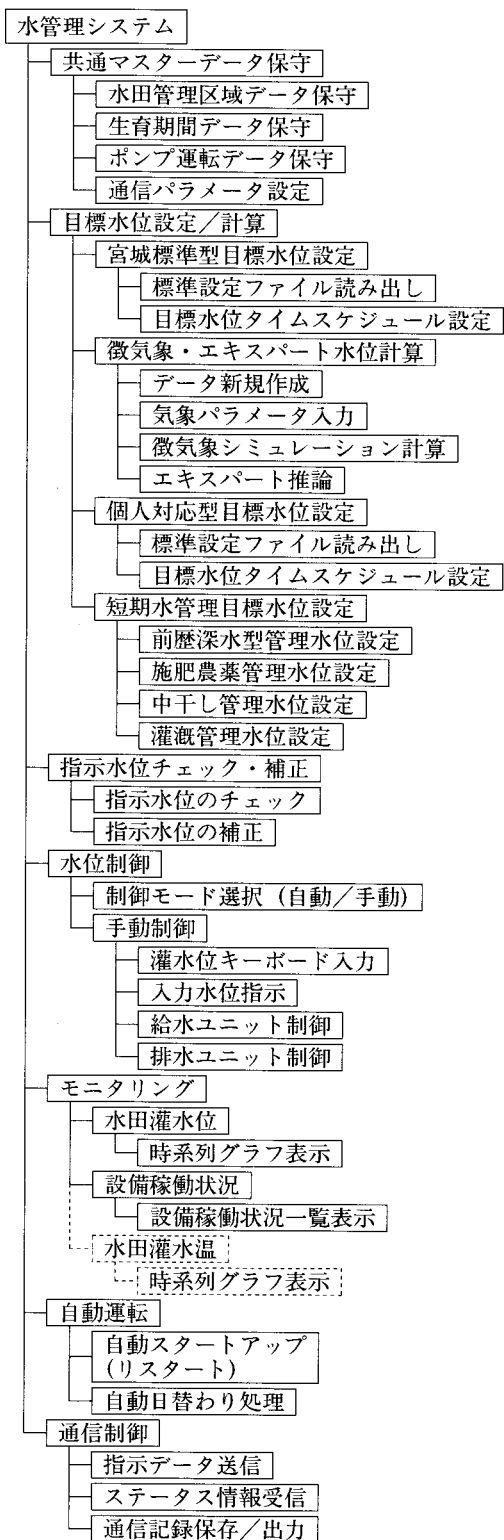 水管理システム
共通マスターデータ保守
水田管理区域データ保守
生育期間データ保守
ポンプ運転データ保守
通信パラメータ設定
目標水位設定／計算
宮城標準型目標水位設定
標準設定ファイル読み出し
目標水位タイムスケジュール設定
徴気象・エキスパート水位計算
データ新規作成
気象パラメータ入力
徴気象シミュレーション計算
エキスパート推論
個人対応型目標水位設定
標準設定ファイル読み出し
目標水位タイムスケジュール設定
短期水管理目標水位設定
前歴深水型管理水位設定
施肥農薬管理水位設定
中干し管理水位設定
灌漑管理水位設定
指示水位チェック・補正
指示水位のチェック
指示水位の補正
水位制御
制御モード選択（自動／手動）
手動制御
灌水位キーボード入力
入力水位指示
給水ユニット制御
排水ユニット制御
モニタリング
水田灌水位
時系列グラフ表示
設備稼働状況
設備稼働状況一覧表示
水田灌水温
時系列グラフ表示
自動運転
自動スタートアップ
(リスタート)
自動日替わり処理
通信制御
指示データ送信
ステータス情報受信
通信記録保存／出力